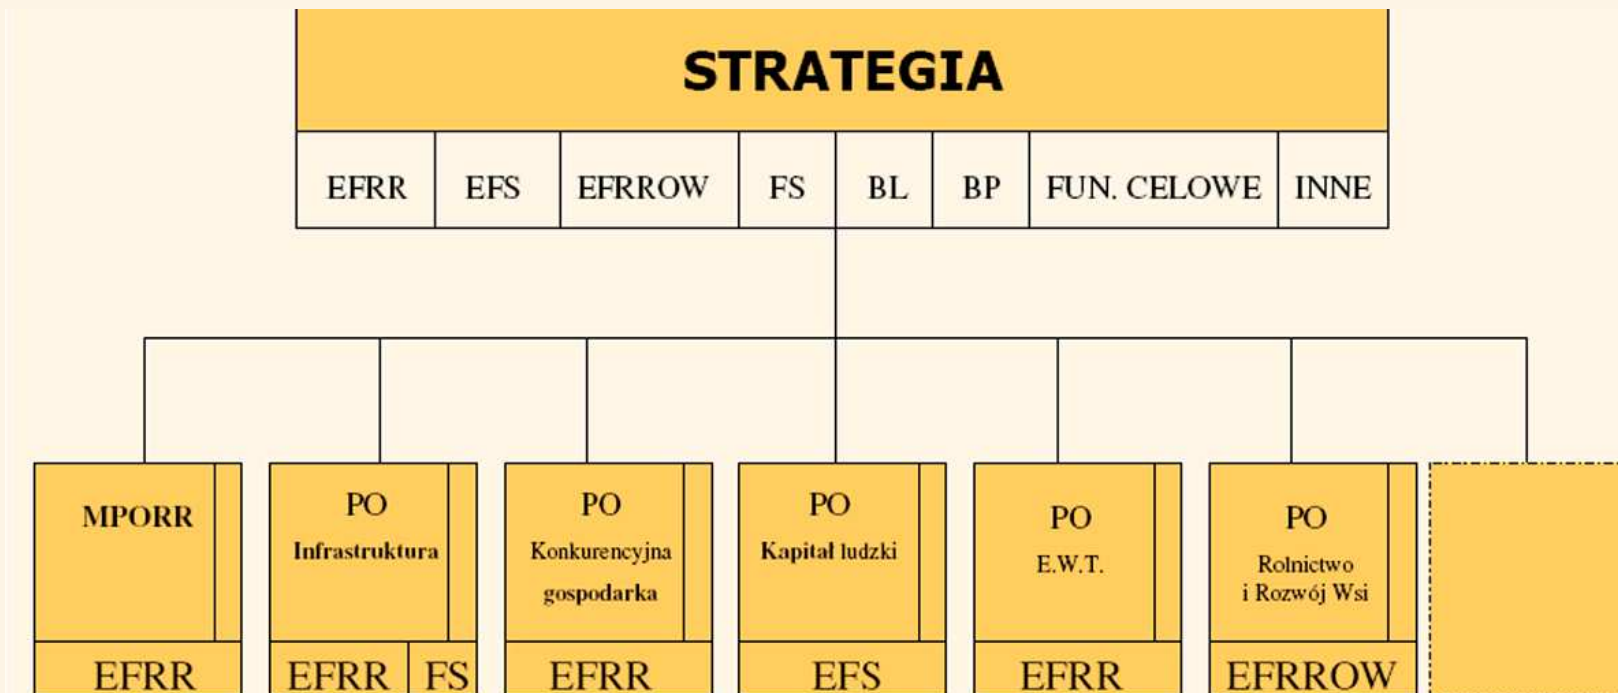 STRATEGIA
EFRR EFS EFRROW FS BL BP FUN. CELOWE INNE
MPORR
PO
Infrastruktura
PO
Konkurencyjna
gospodarka
PO
Kapitał ludzki
PO
E.W.T.
PO
Rolnictwo
i Rozwój Wsi
EFRR EFRR FS EFRR EFS EFRR EFRROW